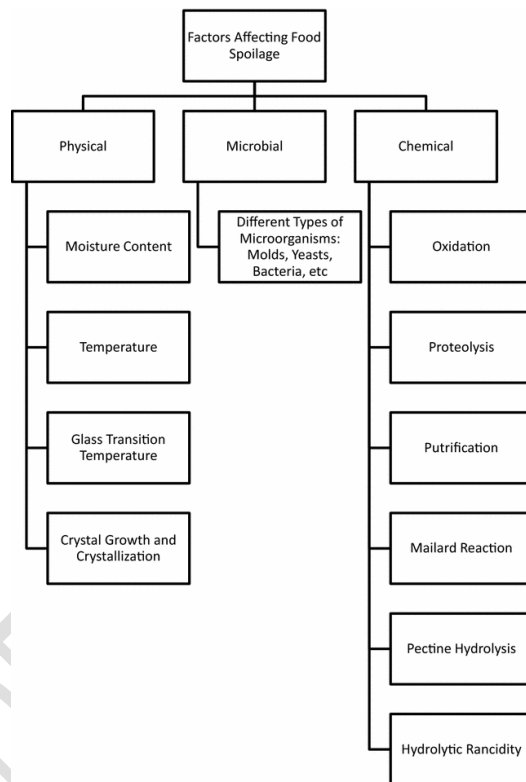 Factors Affecting Food
Spoilage
Physical
Microbial
Chemical
Moisture Content
Temperature
Glass Transition
Temperature
Crystal Growth and
Crystallization
Different Types of
Microorganisms:
Molds, Yeasts,
Bacteria, etc
Oxidation
Proteolysis
Putrification
Mailard Reaction
Pectine Hydrolysis
Hydrolytic Rancidity